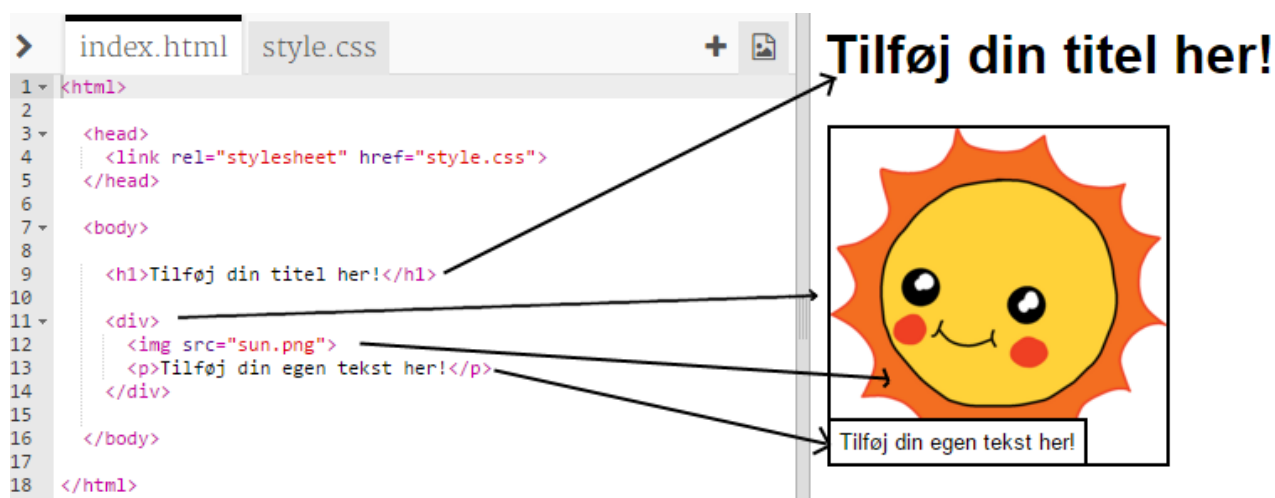 index.html style.css
1 <html>
2
3 <head>
4 <link rel="stylesheet" href="style.css">
5 </head>
6
7 <body>
8
9 <h1>Tilføj din titel her!</h1>
10
11 <div>
12 <img src="sun.png">
13 <p>Tilføj din egen tekst her!</p>
14 </div>
15
16 </body>
17
18 </html>
Tilføj din titel her!
Tilføj din egen tekst her!